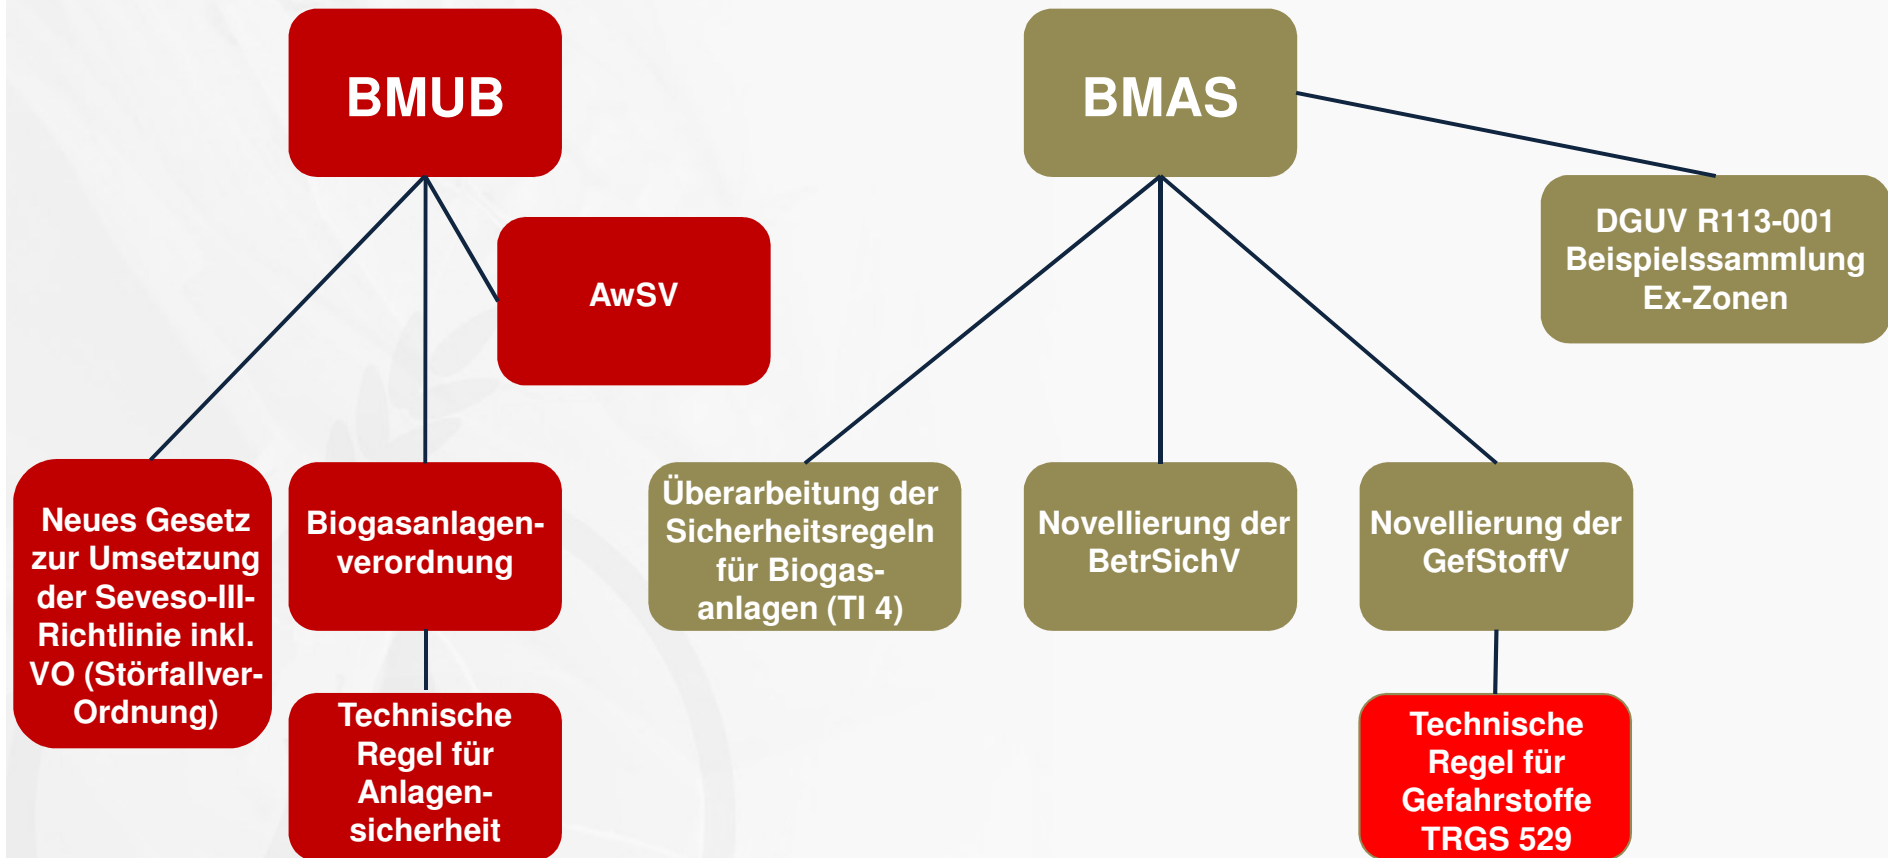 BMUB
BMAS
DGUV R113-001
Beispielssammlung
Ex-Zonen
AwSV
Neues Gesetz
zur Umsetzung
der Seveso-III-
Richtlinie inkl.
VO (Störfallver-
Ordnung)
Biogasanlagen-
verordnung
Überarbeitung der
Sicherheitsregeln
für Biogas-
anlagen (TI 4)
Novellierung der
BetrSichV
Novellierung der
GefStoffV
Technische
Regel für
Anlagen-
sicherheit
Technische
Regel für
Gefahrstoffe
TRGS 529